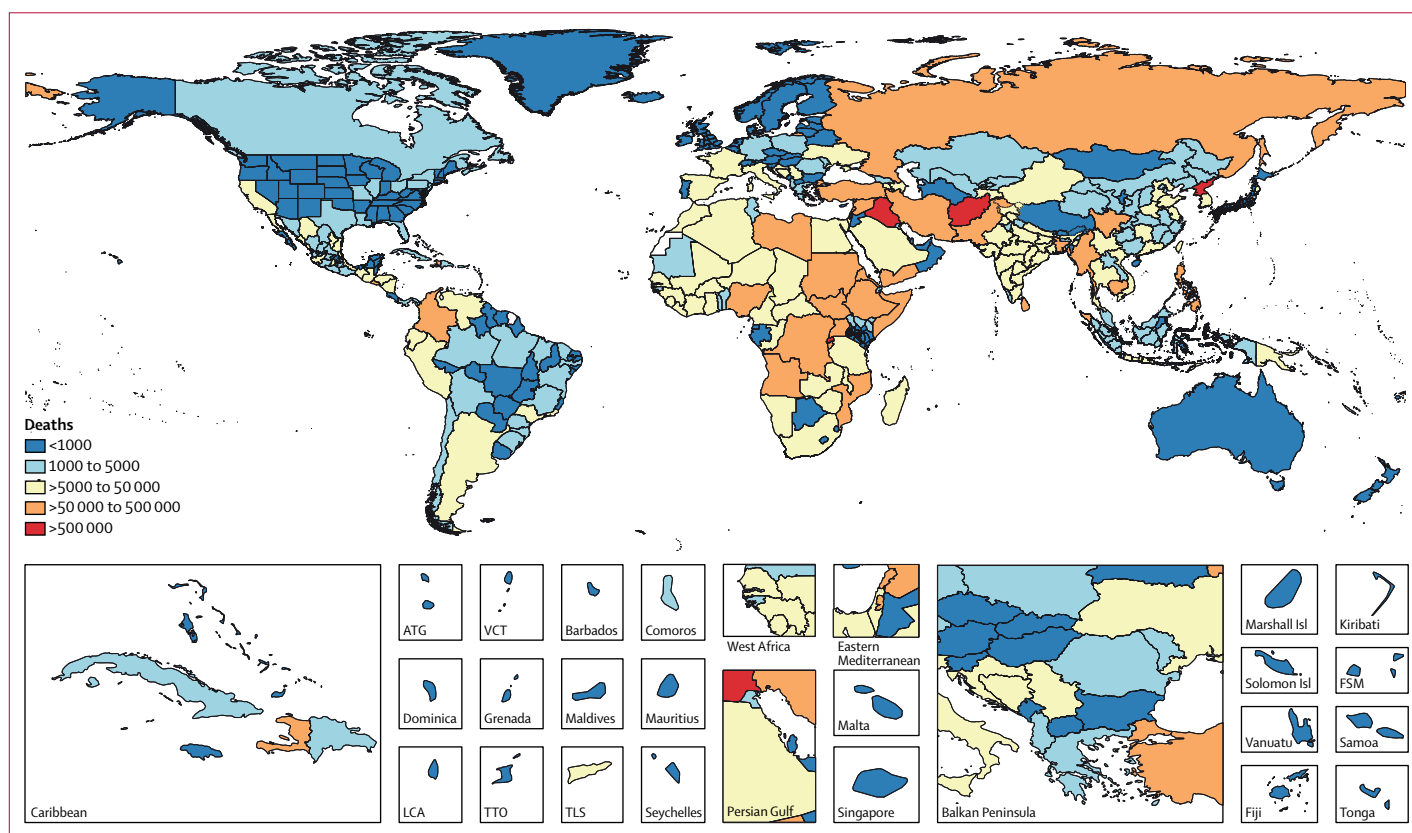 Deaths
<1000
1000 to 5000
>5000 to 50 000
>50 000 to 500 000
>500 000
Caribbean
ATG
VCT
Barbados
Comoros
West Africa
Eastern
Mediterranean
Marshall Isl
Kiribati
Dominica
Grenada
Maldives
Mauritius
Malta
Solomon Isl
FSM
Vanuatu
Samoa
LCA
TTO
TLS
Seychelles
Persian Gulf
Singapore
Balkan Peninsula
Fiji
Tonga